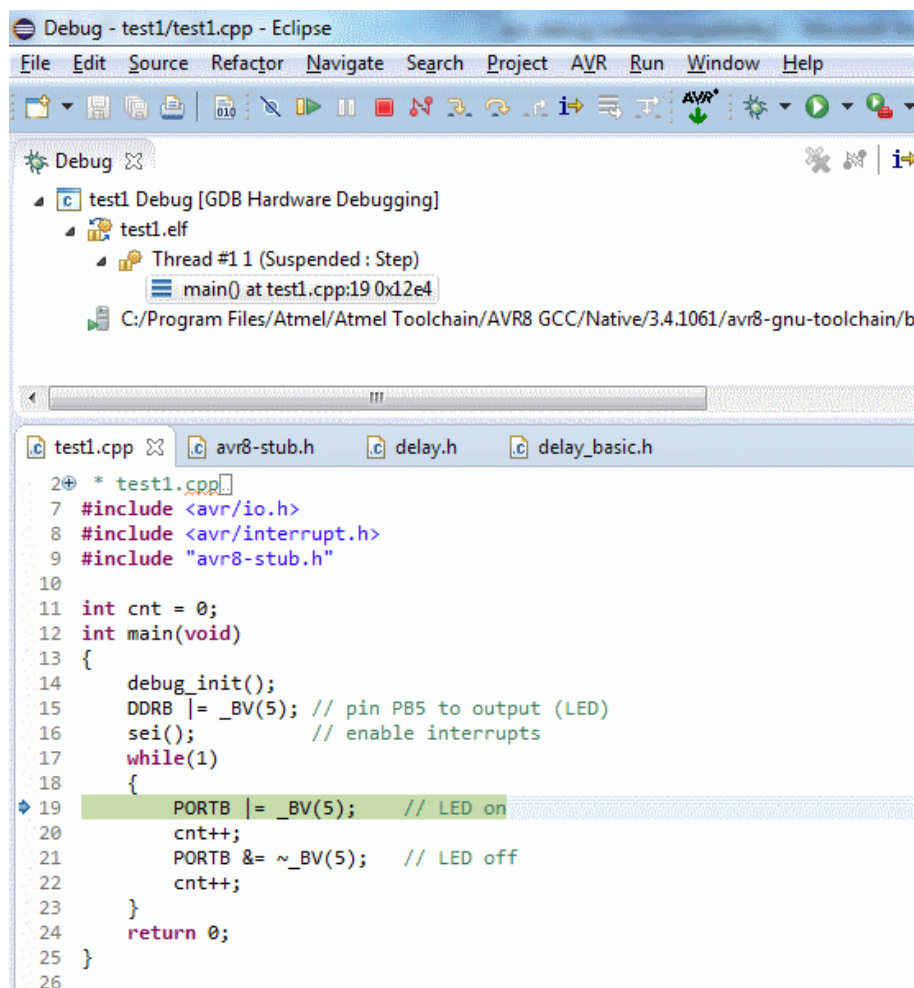 Debug - test1/test1.cpp - Eclipse
File Edit Source Refactor Navigate Search Project AVR Run Window Help
010 AVR
Debug
test1 Debug [GDB Hardware Debugging]
test1.elf
Thread #1 1 (Suspended : Step)
main() at test1.cpp:19 0x12e4
C:/Program Files/Atmel/Atmel Toolchain/AVR8 GCC/Native/3.4.1061/avr8-gnu-toolchain/b
test1.cpp avr8-stub.h delay.h delay_basic.h
2 * test1.cpp
7 #include <avr/io.h>
8 #include <avr/interrupt.h>
9 #include "avr8-stub.h"
10
11 int cnt = 0;
12 int main(void)
13 {
14 debug_init();
15 DDRB |= _BV(5); // pin PB5 to output (LED)
16 sei(); // enable interrupts
17 while(1)
18 {
19 PORTB |= _BV(5); // LED on
20 cnt++;
21 PORTB &= ~_BV(5); // LED off
22 cnt++;
23 }
24 return 0;
25 }
26